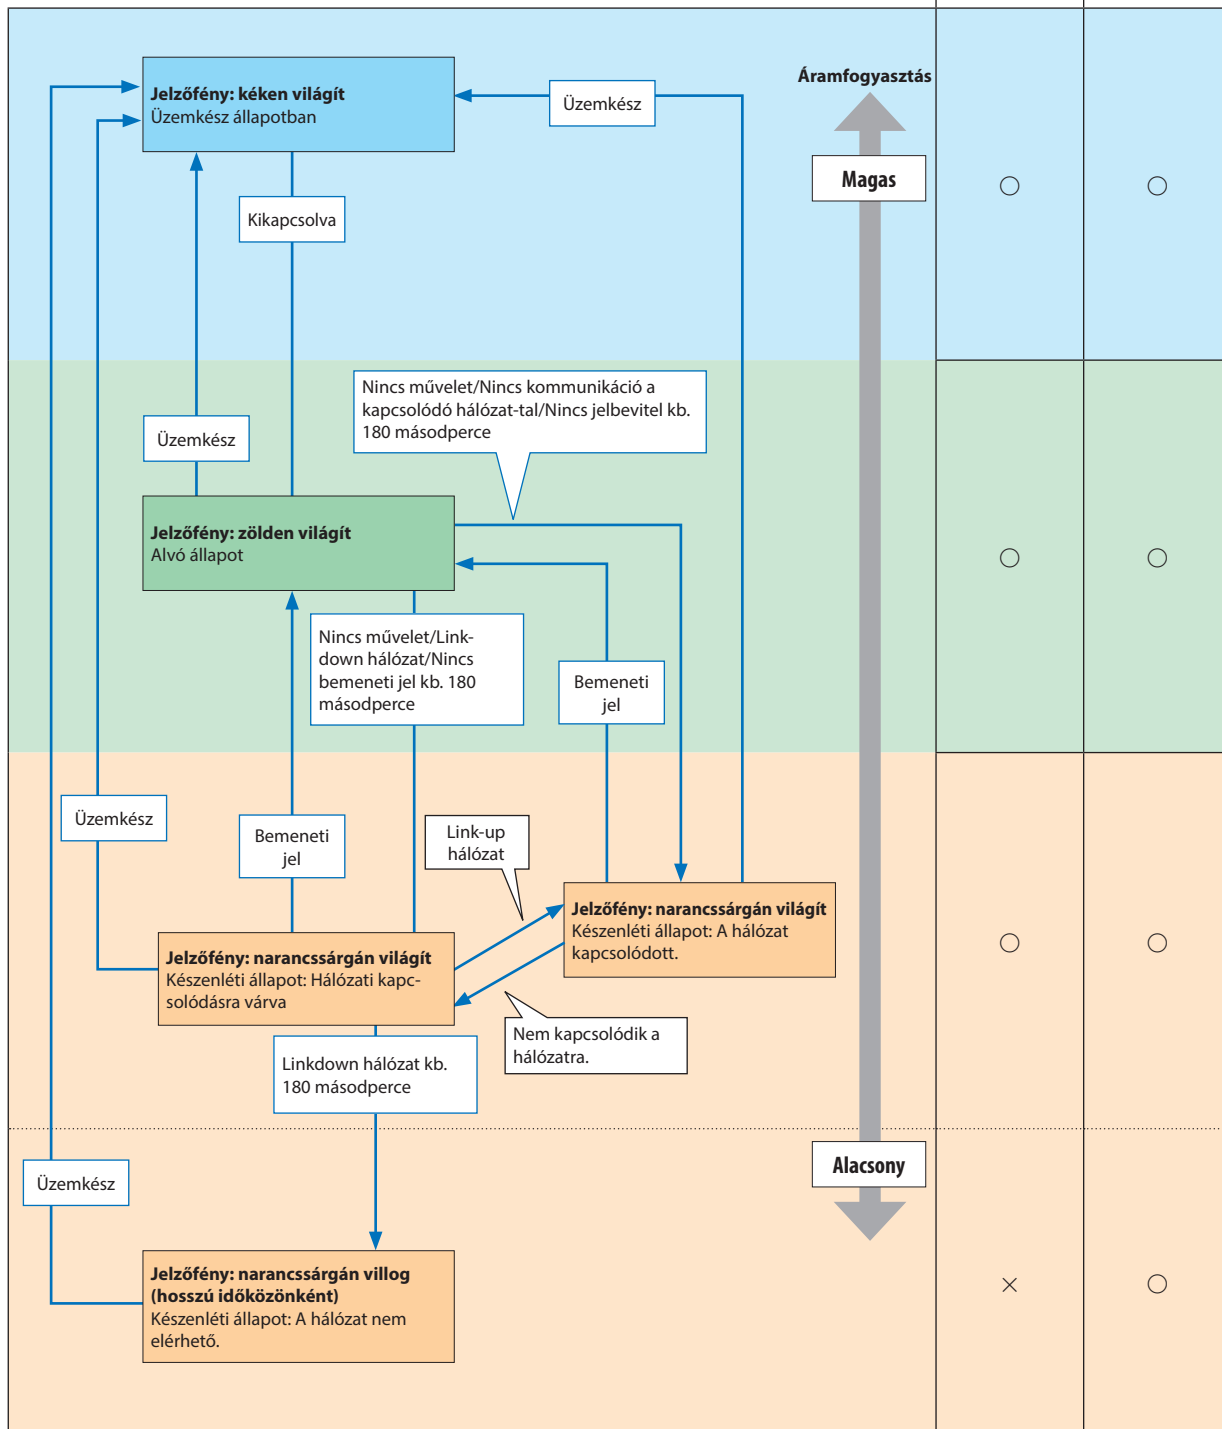 Jelzőfény: kéken világít
Üzemkész állapotban
Üzemkész
Áramfogyasztás
Magas
Kikapcsolva
Nincs művelet/Nincs kommunikáció a
kapcsolódó hálózat-tal/Nincs jelbevitel kb.
180 másodperce
Üzemkész
Jelzőfény: zölden világít
Alvó állapot
Nincs művelet/Link-
down hálózat/Nincs
bemeneti jel kb. 180
másodperce
Bemeneti
jel
Üzemkész
Bemeneti
jel
Link-up
hálózat
Jelzőfény: narancssárgán világít
Készenléti állapot: A hálózat
kapcsolódott.
Jelzőfény: narancssárgán világít
Készenléti állapot: Hálózati kapc-
solódásra várva
Nem kapcsolódik a
hálózatra.
Linkdown hálózat kb.
180 másodperce
Alacsony
Üzemkész
Jelzőfény: narancssárgán villog
(hosszú időközönként)
Készenléti állapot: A hálózat nem
elérhető.